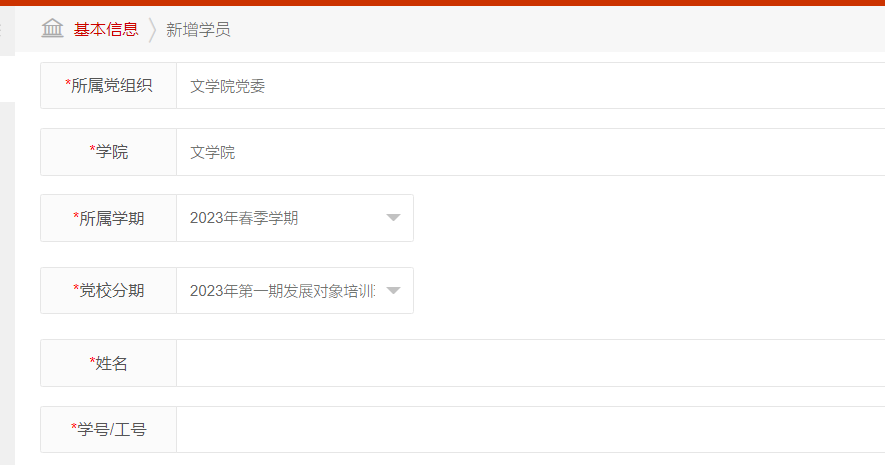 基本信息 新增学员
*所属党组织 文学院党委
*学院 文学院
*所属学期 2023年春季学期
*党校分期 2023年第一期发展对象培训
*姓名
*学号/工号